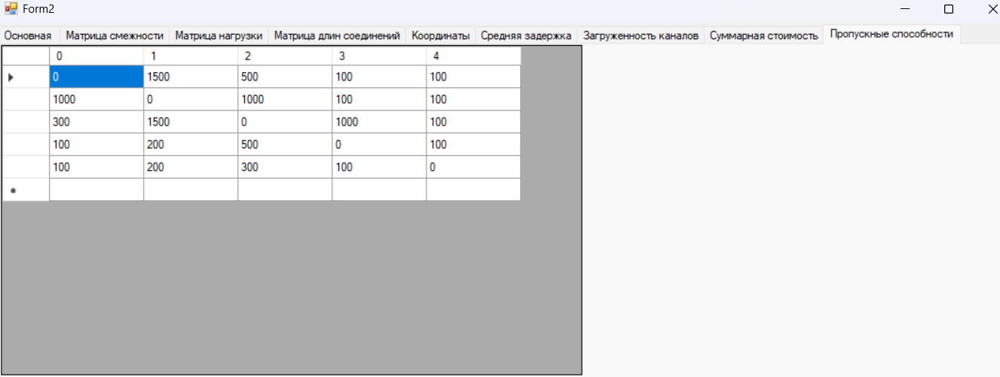 Form2
Основная Матрица смежности Матрица нагрузки Матрица длин соединений Координаты Средняя задержка Загруженность каналов Суммарная стоимость Пропускные способности
0 1 2 3 4
0 1500 500 100 100
1000 0 1000 100 100
300 1500 0 1000 100
100 200 500 0 100
100 200 300 100 0